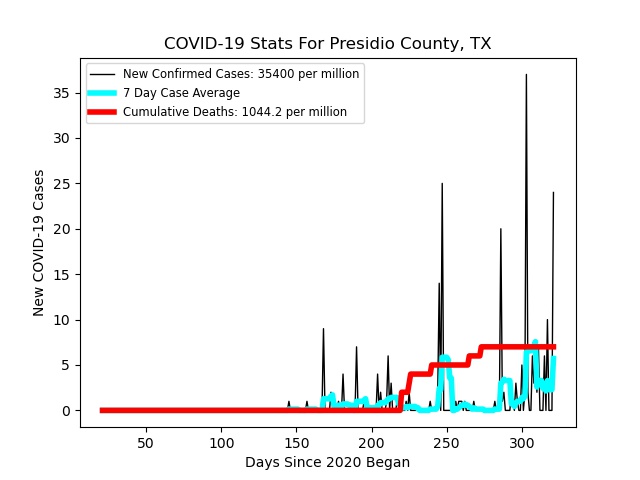 COVID-19 Stats For Presidio County, TX
New Confirmed Cases: 35400 per million
7 Day Case Average
Cumulative Deaths: 1044.2 per million
New COVID-19 Cases
35
30
25
20
15
10
5
0
50 100 150 200 250 300
Days Since 2020 Began